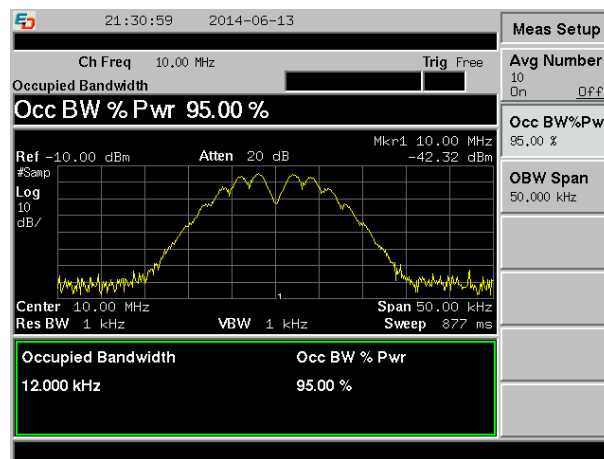 21:30:59 2014-06-13
Meas Setup
Ch Freq 10.00 MHz Trig Free
Occupied Bandwidth
Occ BW % Pwr 95.00 %
Mkr1 10.00 MHz
Ref -10.00 dBm Atten 20 dB -42.32 dBm
#Samp
Log
10
dB/
1
Center 10.00 MHz Span 50.00 kHz
Res BW 1 kHz VBW 1 kHz Sweep 877 ms
Occupied Bandwidth Occ BW % Pwr
12.000 kHz 95.00 %
Avg Number
10
On Off
Occ BW%Pw
95.00 %
OBW Span
50.000 kHz